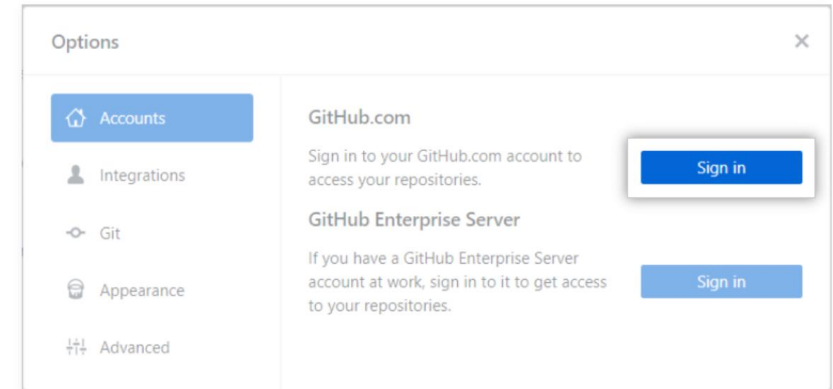 Options
Accounts
Integrations
Git
Appearance
Advanced
GitHub.com
Sign in to your GitHub.com account to
access your repositories.
Sign in
GitHub Enterprise Server
If you have a GitHub Enterprise Server
account at work, sign in to it to get access
to your repositories.
Sign in